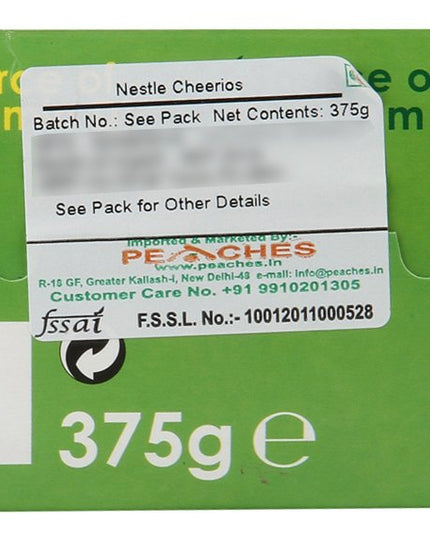 Nestle Cheerios
Batch No.: See Pack Net Contents: 375g
See Pack for Other Details
Imported & Marketed By:-
PEACHES
www.peaches.in
R-18 GF, Greater Kailash-I, New Delhi-48 e-mail: info@peaches.in
Customer Care No. +91 9910201305
fssai F.S.S.L. No.:- 10012011000528
375g e